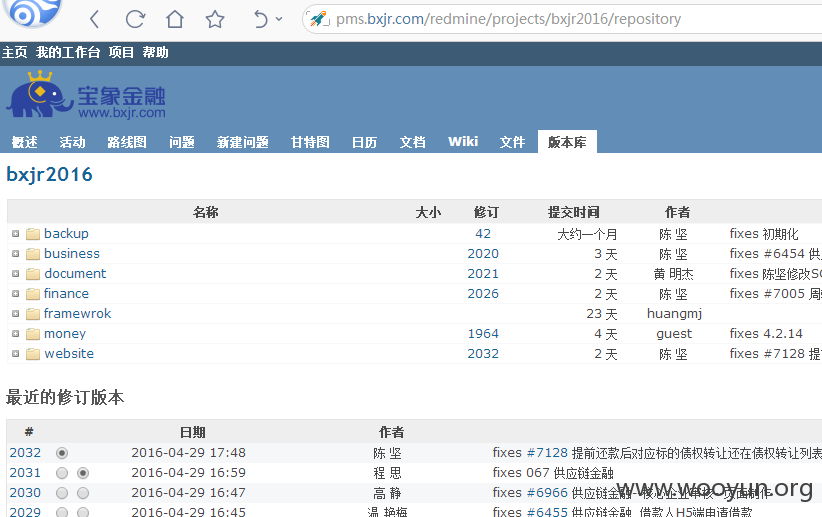 pms.bxjr.com/redmine/projects/bxjr2016/repository
主页 我的工作台 项目 帮助
宝象金融
www.bxjr.com
概述 活动 路线图 问题 新建问题 甘特图 日历 文档 Wiki 文件 版本库
bxjr2016
名称 大小 修订 提交时间 作者
backup 42 大约一个月 陈 坚 fixes 初期化
business 2020 3 天 陈 坚 fixes #6454 供
document 2021 2 天 黄 明杰 fixes 陈坚修改SC
finance 2026 2 天 陈 坚 fixes #7005 周
framewrok 23 天 huangmj
money 1964 4 天 guest fixes 4.2.14
website 2032 2 天 陈 坚 fixes #7128 提
最近的修订版本
# 日期 作者
2032 2016-04-29 17:48 陈 坚 fixes #7128 提前还款后对应标的债权转让还在债权转让列表
2031 2016-04-29 16:59 程 思 fixes 067 供应链金融
2030 2016-04-29 16:47 高 静 fixes #6966 供应链金融--核心企业审核--页面制作
2029 2016-04-29 16:45 温 艳梅 fixes #6455 供应链金融_借款人H5端申请借款
www.wooyun.org